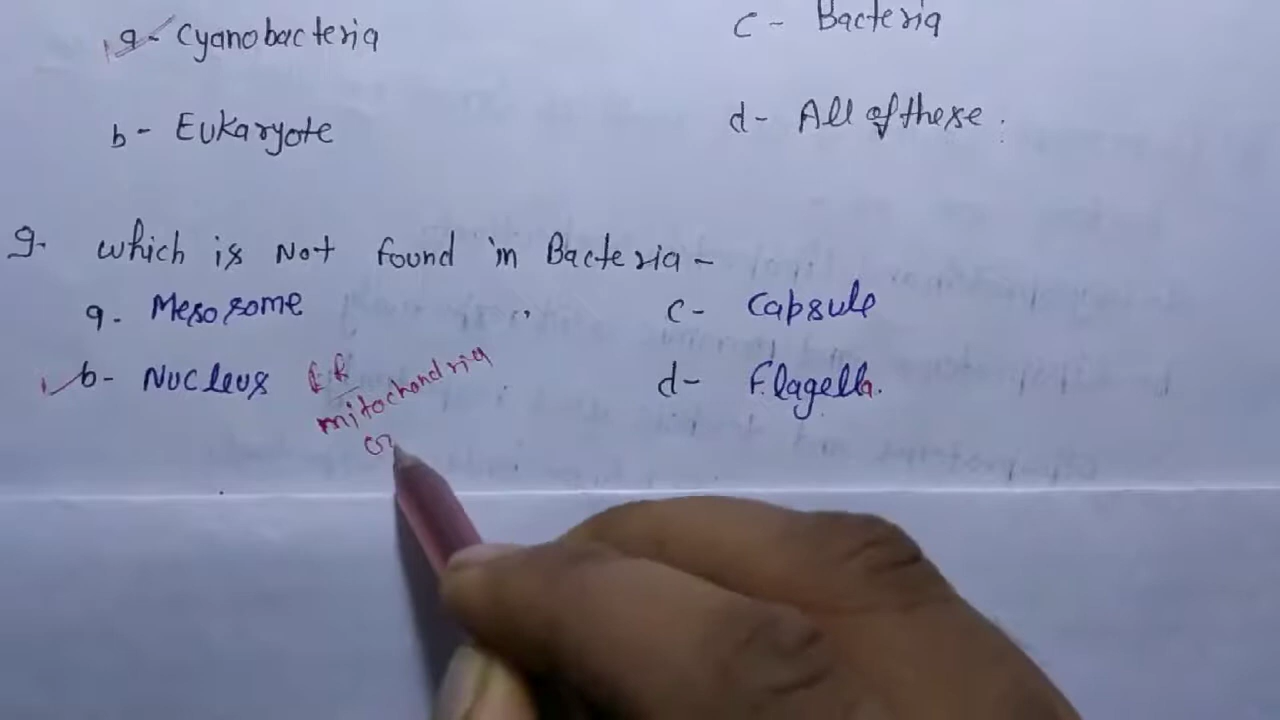 a- Cyanobacteria
c- Bacteria
b- Eukaryote
d- All of these.
9- which is Not found in Bacteria -
a. Mesosome
c- Capsule
b- Nucleus
d- Flagella.
mitochondria